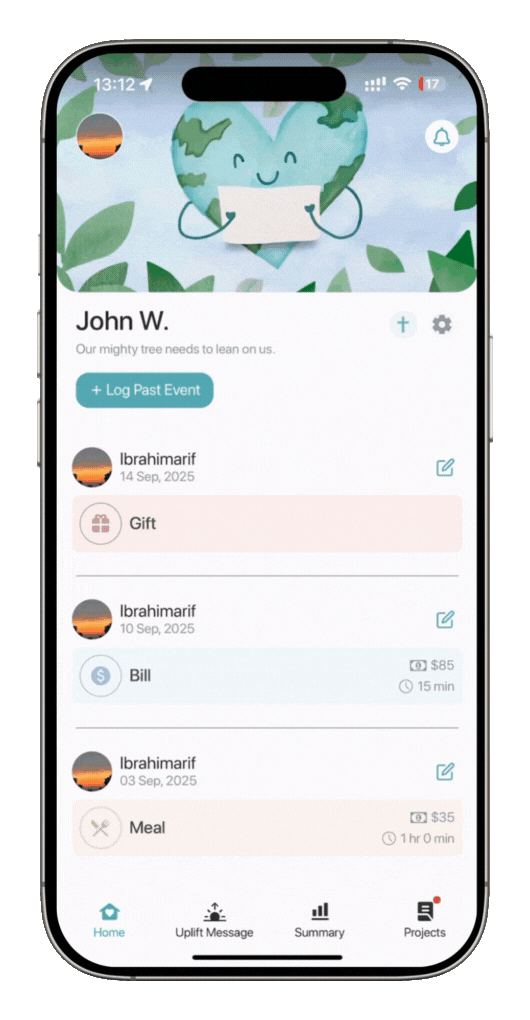 13:12
17
John W.
Our mighty tree needs to lean on us.
+ Log Past Event
Ibrahimarif
14 Sep, 2025
Gift
Ibrahimarif
10 Sep, 2025
Bill
$85
15 min
Ibrahimarif
03 Sep, 2025
Meal
$35
1 hr 0 min
Home
Uplift Message
Summary
Projects